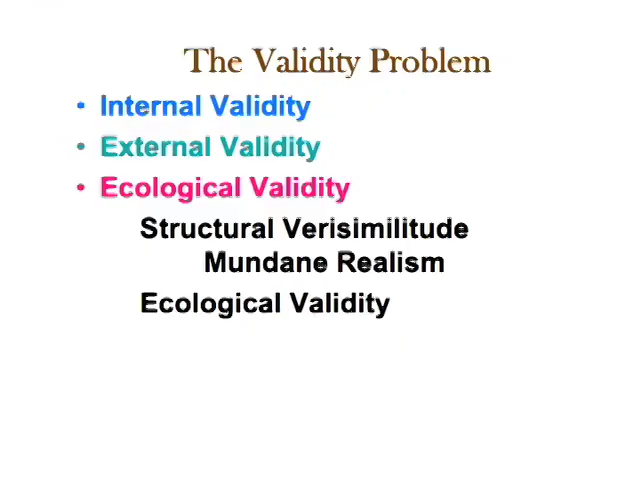 The Validity Problem
• Internal Validity
• External Validity
• Ecological Validity
Structural Verisimilitude
Mundane Realism
Ecological Validity